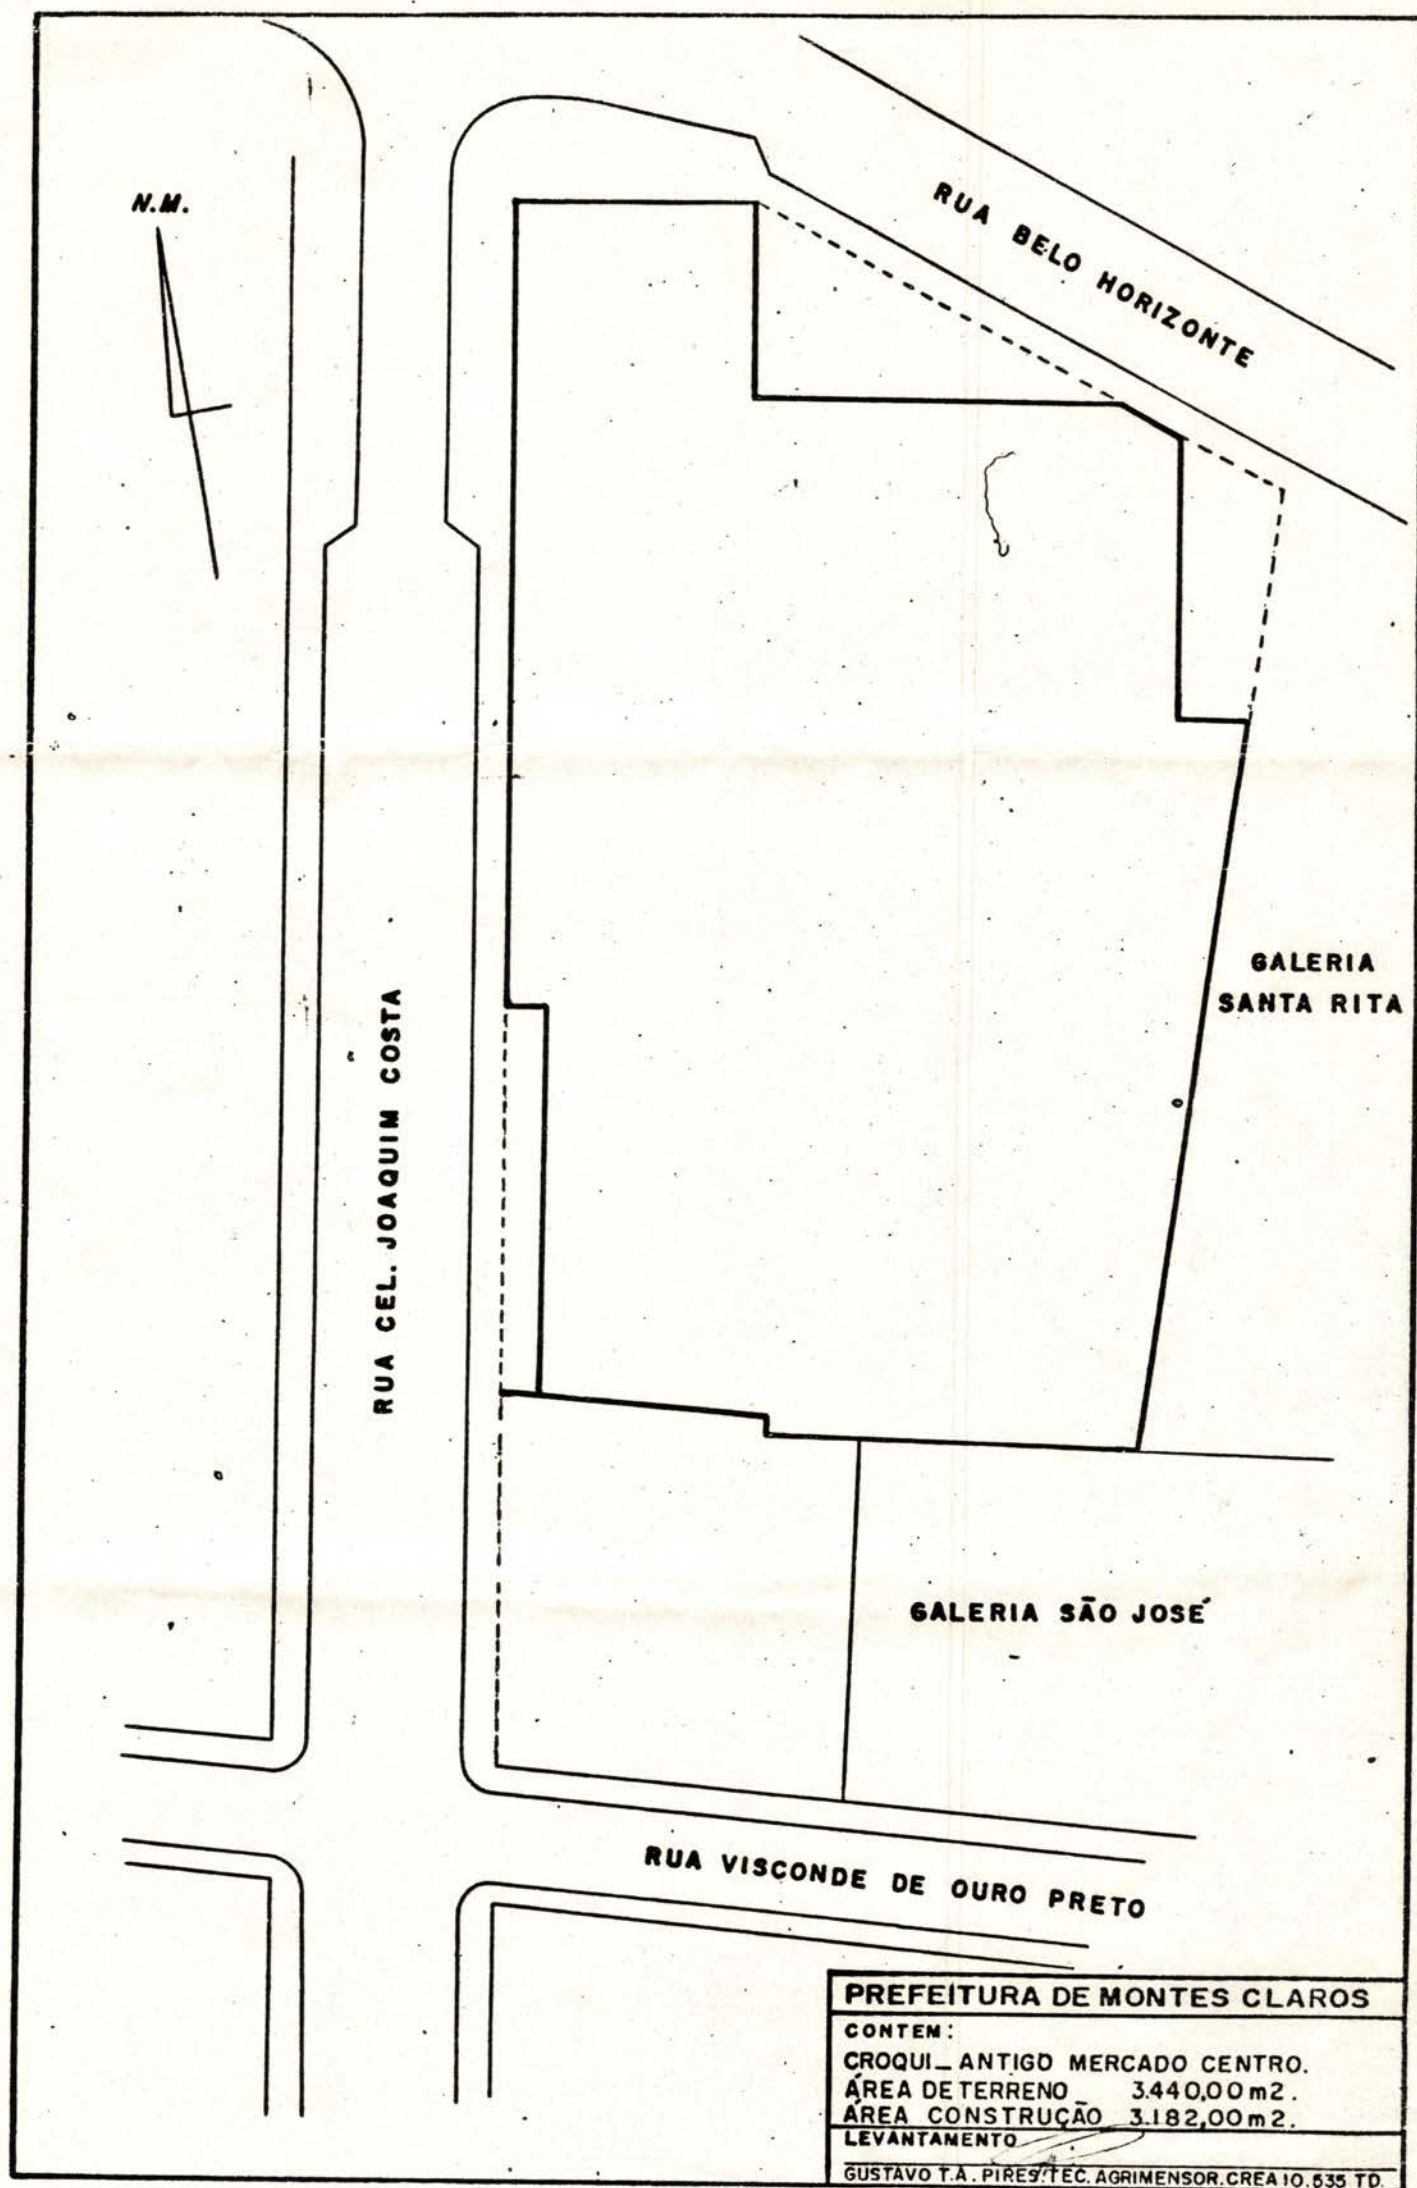 N.M.
RUA BELO HORIZONTE
GALERIA
SANTA RITA
RUA CEL. JOAQUIM COSTA
GALERIA SÃO JOSÉ
RUA VISCONDE DE OURO PRETO
PREFEITURA DE MONTES CLAROS
CONTEM:
CROQUI_ ANTIGO MERCADO CENTRO.
ÁREA DE TERRENO 3.440,00 m2.
ÁREA CONSTRUÇÃO 3.182,00 m2.
LEVANTAMENTO
GUSTAVO T.A. PIRES/TEC. AGRIMENSOR.CREA 10.535 TD.